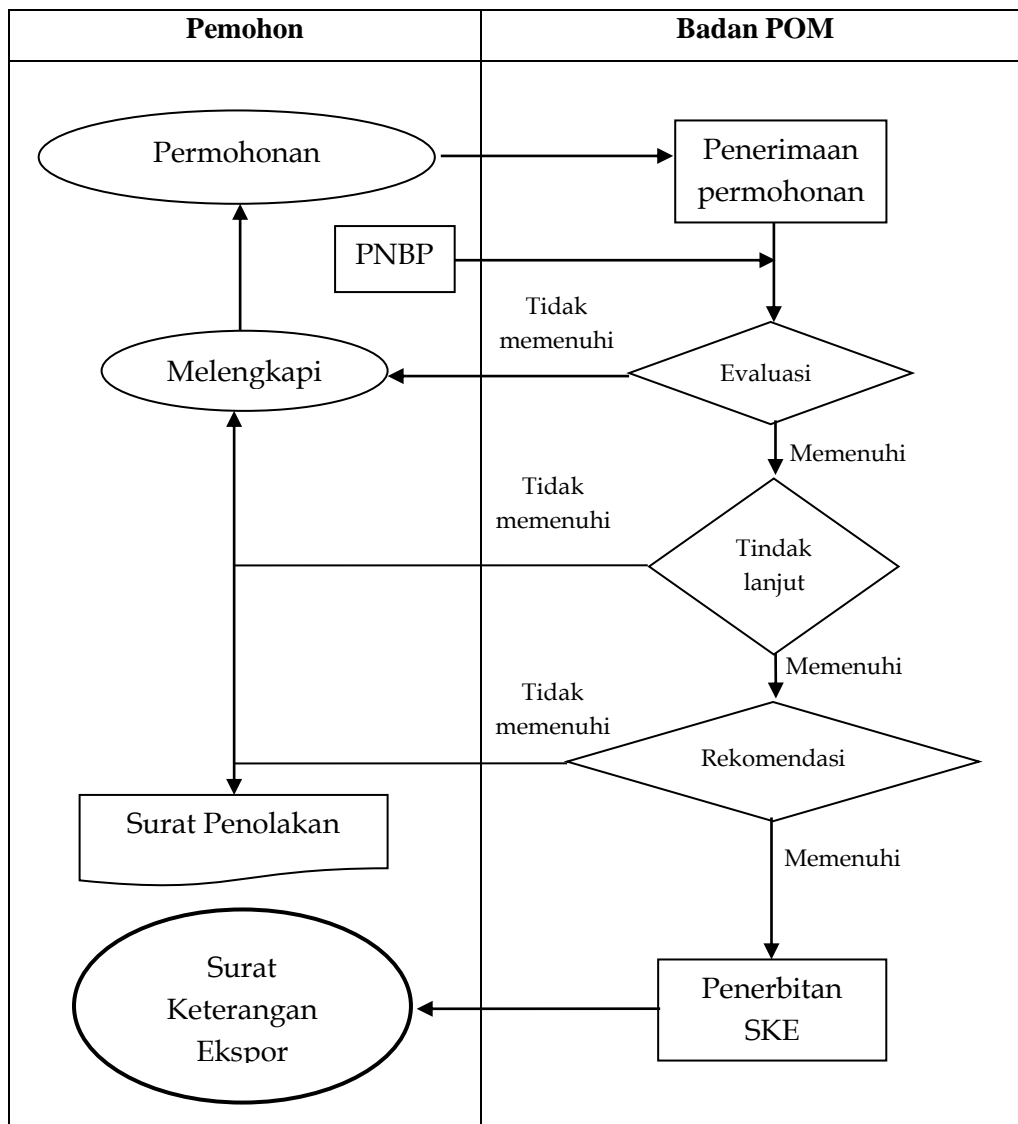 Pemohon
Badan POM
Permohonan
Penerimaan
permohonan
PNBP
Tidak
memenuhi
Melengkapi
Evaluasi
Memenuhi
Tidak
memenuhi
Tindak
lanjut
Memenuhi
Tidak
memenuhi
Rekomendasi
Surat Penolakan
Memenuhi
Surat
Keterangan
Ekspor
Penerbitan
SKE